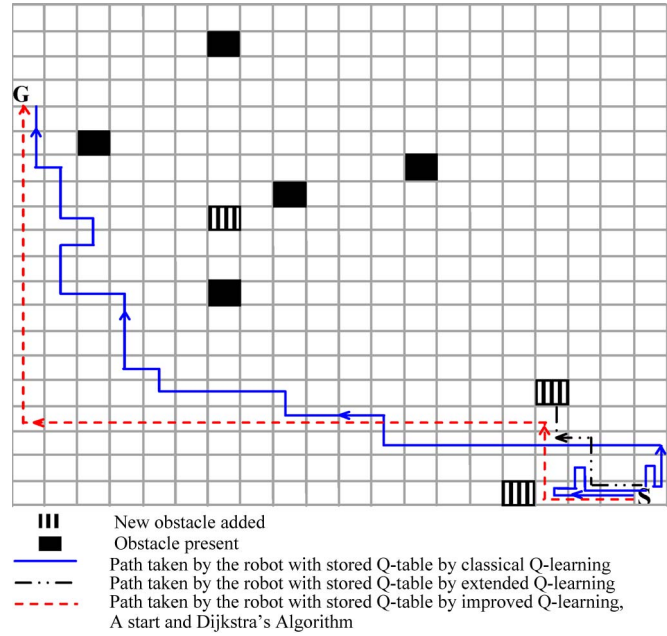 G
S
New obstacle added
Obstacle present
Path taken by the robot with stored Q-table by classical Q-learning
Path taken by the robot with stored Q-table by extended Q-learning
Path taken by the robot with stored Q-table by improved Q-learning,
A start and Dijkstra's Algorithm